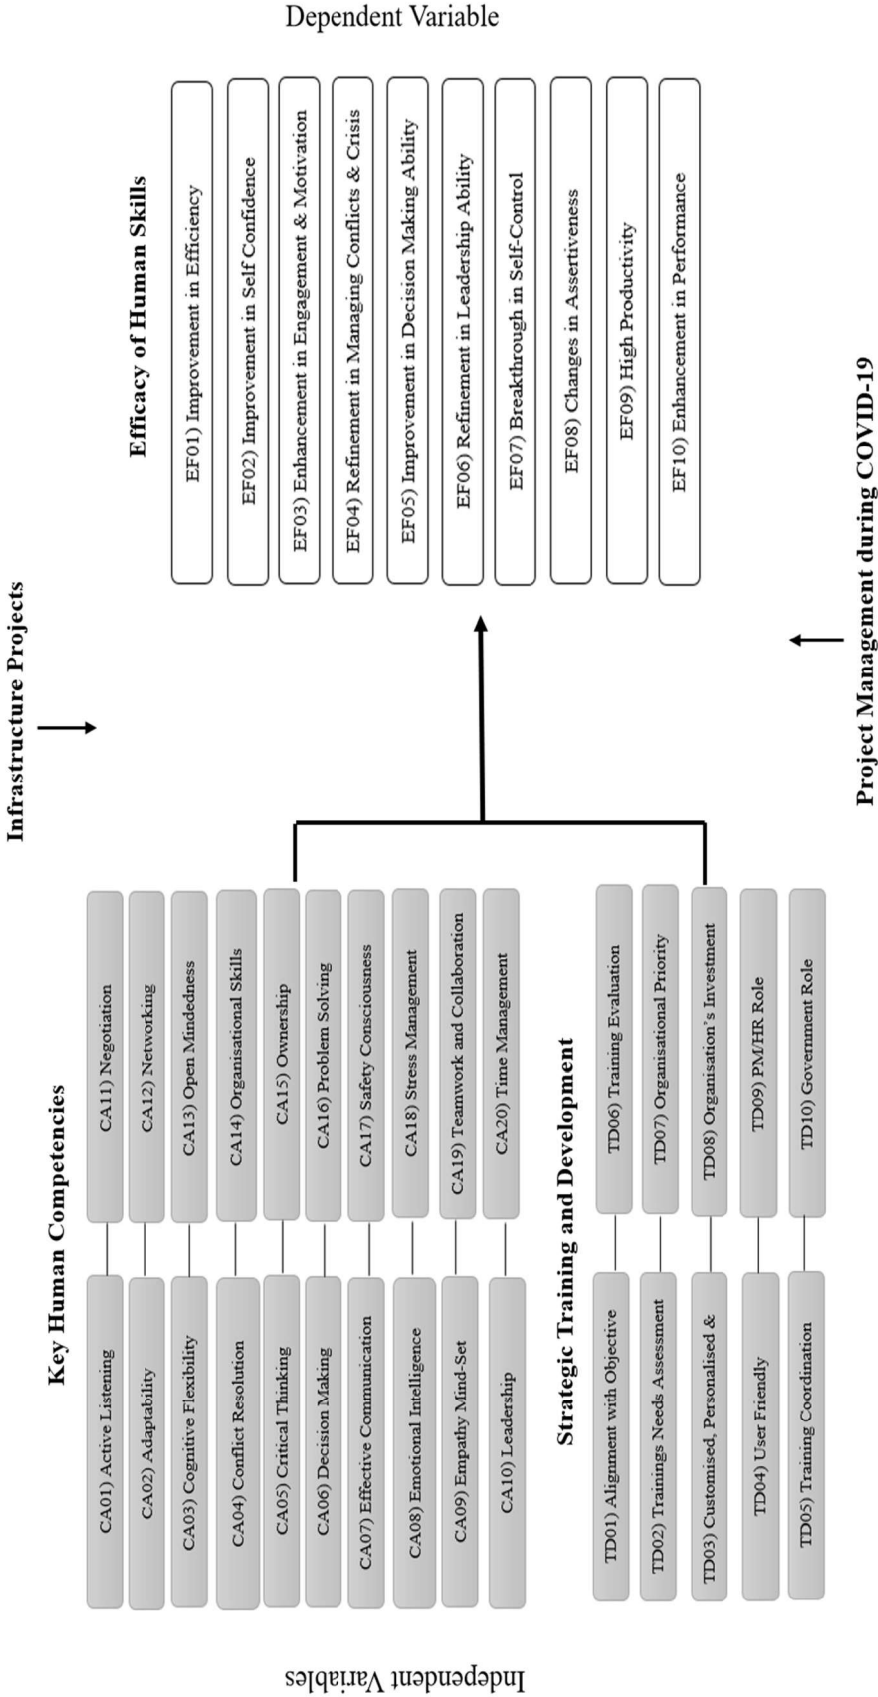 Infrastructure Projects
Independent Variables
Key Human Competencies
CA01) Active Listening
CA11) Negotiation
CA02) Adaptability
CA12) Networking
CA03) Cognitive Flexibility
CA13) Open Mindedness
CA04) Conflict Resolution
CA14) Organisational Skills
CA05) Critical Thinking
CA15) Ownership
CA06) Decision Making
CA16) Problem Solving
CA07) Effective Communication
CA17) Safety Consciousness
CA08) Emotional Intelligence
CA18) Stress Management
CA09) Empathy Mind-Set
CA19) Teamwork and Collaboration
CA10) Leadership
CA20) Time Management
Strategic Training and Development
TD01) Alignment with Objective
TD06) Training Evaluation
TD02) Trainings Needs Assessment
TD07) Organisational Priority
TD03) Customised, Personalised &
TD08) Organisation's Investment
TD04) User Friendly
TD09) PM/HR Role
TD05) Training Coordination
TD10) Government Role
Efficacy of Human Skills
EF01) Improvement in Efficiency
EF02) Improvement in Self Confidence
EF03) Enhancement in Engagement & Motivation
EF04) Refinement in Managing Conflicts & Crisis
EF05) Improvement in Decision Making Ability
EF06) Refinement in Leadership Ability
EF07) Breakthrough in Self-Control
EF08) Changes in Assertiveness
EF09) High Productivity
EF10) Enhancement in Performance
Dependent Variable
Project Management during COVID-19